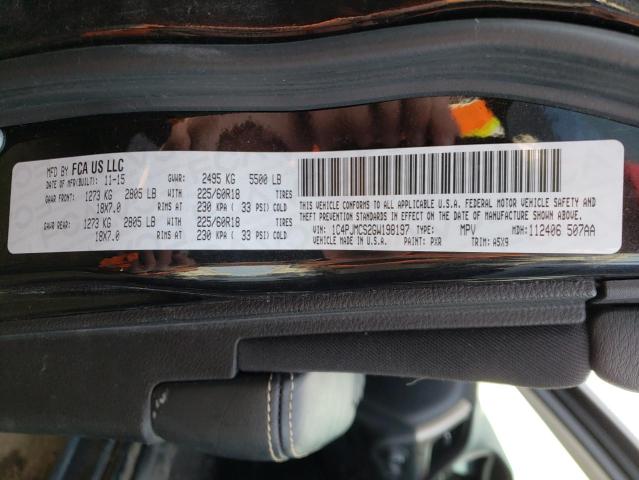 MFD BY FCA US LLC
DATE OF MFR(BUILT): 11-15 GVWR: 2495 KG 5500 LB
GAWR FRONT: 1273 KG 2805 LB WITH 225/60R18 TIRES
18X7.0 RIMS AT 230 KPA ( 33 PSI) COLD
GAWR REAR: 1273 KG 2805 LB WITH 225/60R18 TIRES
18X7.0 RIMS AT 230 KPA ( 33 PSI) COLD
THIS VEHICLE CONFORMS TO ALL APPLICABLE U.S.A. FEDERAL MOTOR VEHICLE SAFETY AND
THEFT PREVENTION STANDARDS IN EFFECT ON THE DATE OF MANUFACTURE SHOWN ABOVE.
VIN: 1C4PJMCS2GW198197 TYPE: MPV MDH: 112406 507AA
VEHICLE MADE IN U.S.A. PAINT: PXR TRIM: A5X9